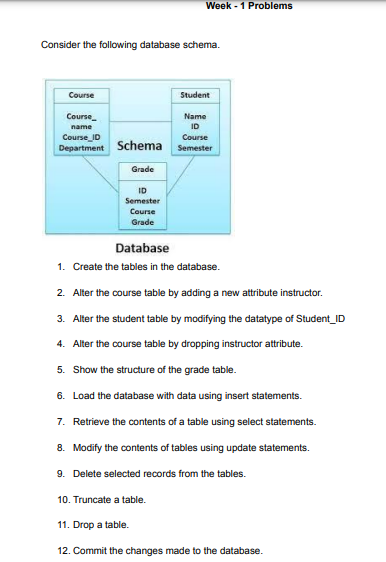 Week - 1 Problems
Consider the following database schema.
Course
Course_
name
Course_ID
Department
Schema
Student
Name
ID
Course
Semester
Grade
ID
Semester
Course
Grade
Database
1. Create the tables in the database.
2. Alter the course table by adding a new attribute instructor.
3. Alter the student table by modifying the datatype of Student_ID
4. Alter the course table by dropping instructor attribute.
5. Show the structure of the grade table.
6. Load the database with data using insert statements.
7. Retrieve the contents of a table using select statements.
8. Modify the contents of tables using update statements.
9. Delete selected records from the tables.
10. Truncate a table.
11. Drop a table.
12. Commit the changes made to the database.